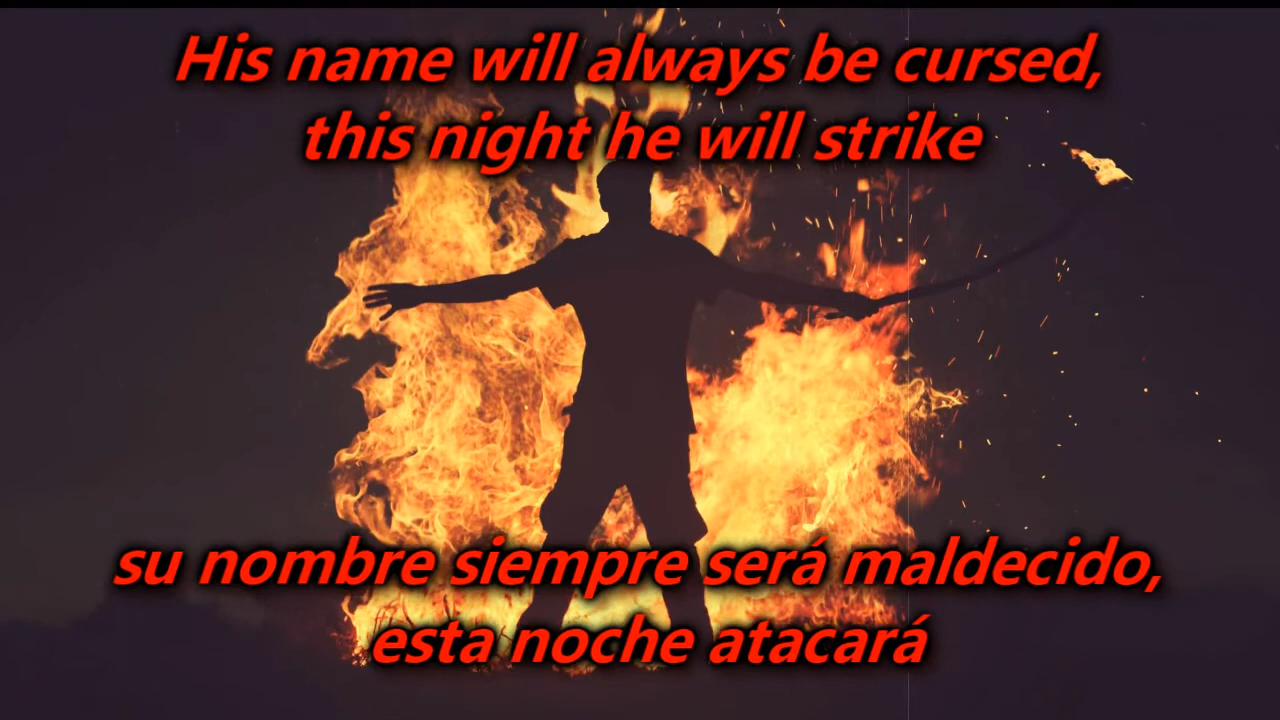 His name will always be cursed,
this night he will strike
su nombre siempre será maldecido,
esta noche atacará